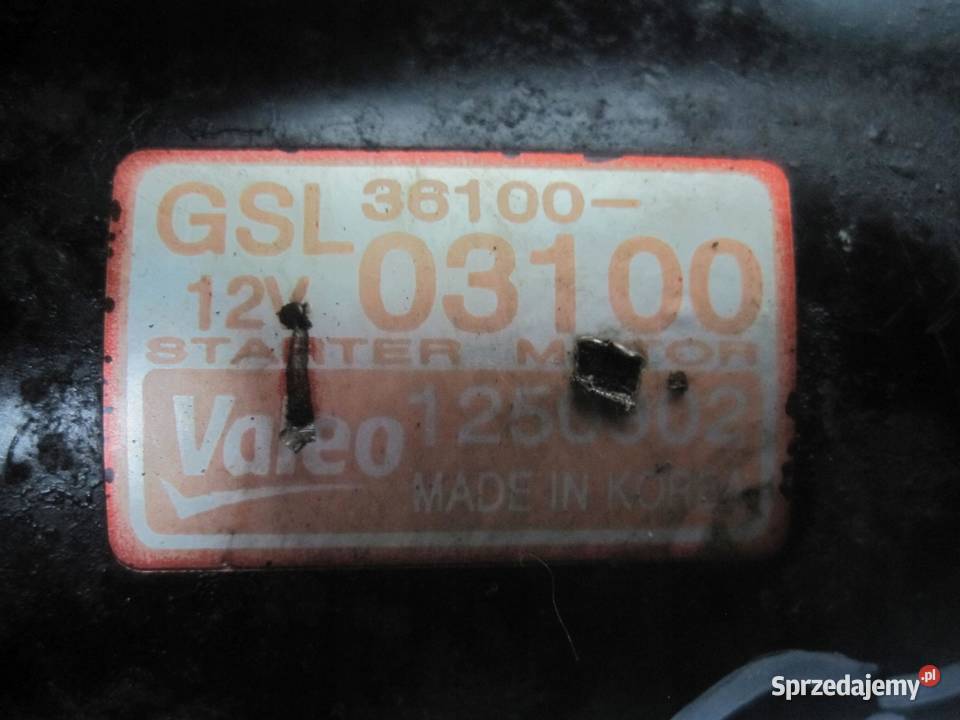 GSL 36100-
12V 03100
STARTER MOTOR
Valeo
MADE IN KOREA
Sprzedajemy.pl